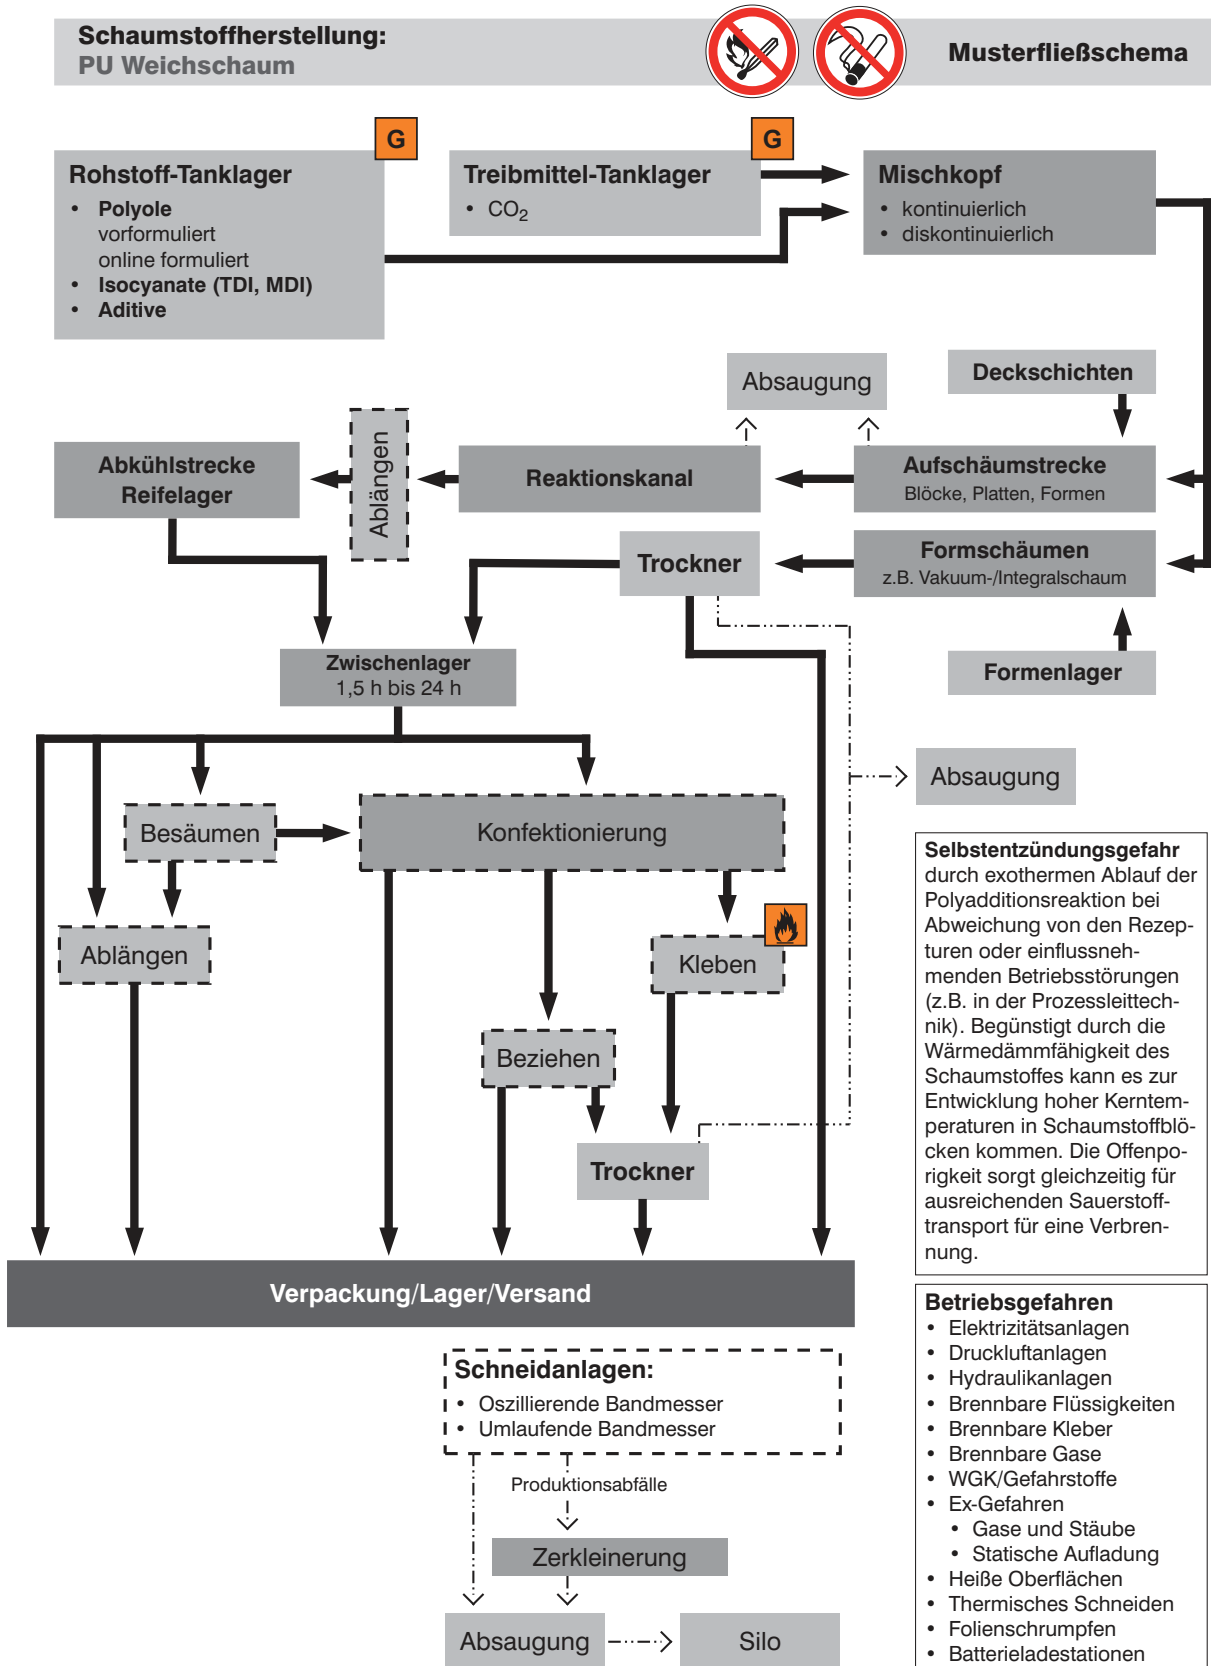 Schaumstoffherstellung:
PU Weichschaum
Musterfließschema
G
G
Rohstoff-Tanklager
• Polyole
vorformuliert
online formuliert
• Isocyanate (TDI, MDI)
• Aditive
Treibmittel-Tanklager
• CO2
Mischkopf
• kontinuierlich
• diskontinuierlich
Absaugung
Deckschichten
Abkühlstrecke
Reifelager
Ablängen
Reaktionskanal
Aufschäumstrecke
Blöcke, Platten, Formen
Trockner
Formschäumen
z.B. Vakuum-/Integralschaum
Zwischenlager
1,5 h bis 24 h
Formenlager
Absaugung
Besäumen
Konfektionierung
Ablängen
Kleben
Beziehen
Trockner
Selbstentzündungsgefahr
durch exothermen Ablauf der
Polyadditionsreaktion bei
Abweichung von den Rezep-
turen oder einflussneh-
menden Betriebsstörungen
(z.B. in der Prozessleittech-
nik). Begünstigt durch die
Wärmedämmfähigkeit des
Schaumstoffes kann es zur
Entwicklung hoher Kerntem-
peraturen in Schaumstoffblö-
cken kommen. Die Offenpo-
rigkeit sorgt gleichzeitig für
ausreichenden Sauerstoff-
transport für eine Verbren-
nung.
Verpackung/Lager/Versand
Betriebsgefahren
• Elektrizitätsanlagen
• Druckluftanlagen
• Hydraulikanlagen
• Brennbare Flüssigkeiten
• Brennbare Kleber
• Brennbare Gase
• WGK/Gefahrstoffe
• Ex-Gefahren
• Gase und Stäube
• Statische Aufladung
• Heiße Oberflächen
• Thermisches Schneiden
• Folienschrumpfen
• Batterieladestationen
Schneidanlagen:
• Oszillierende Bandmesser
• Umlaufende Bandmesser
Produktionsabfälle
Zerkleinerung
Absaugung
Silo